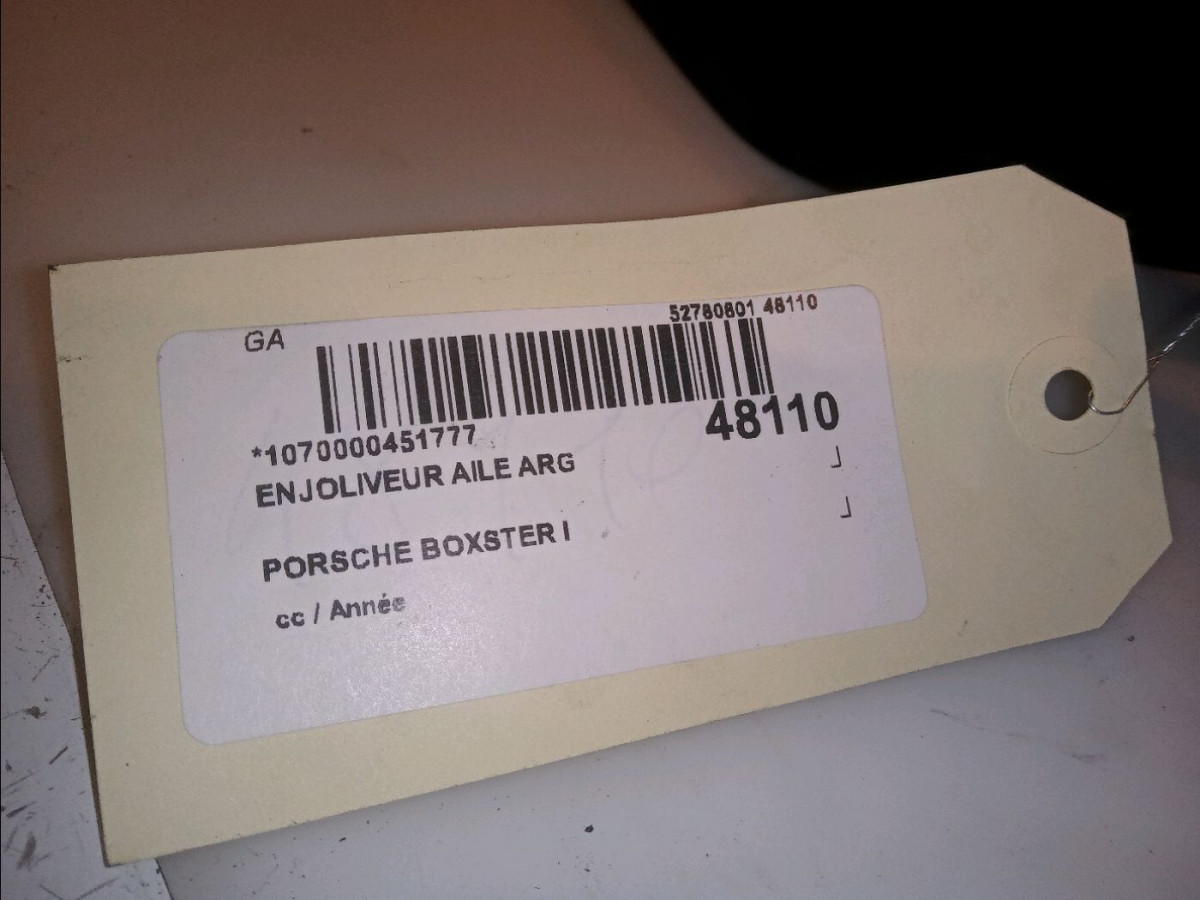 GA
52780801 48110
48110
*1070000451777
ENJOLIVEUR AILE ARG
PORSCHE BOXSTER I
cc / Année